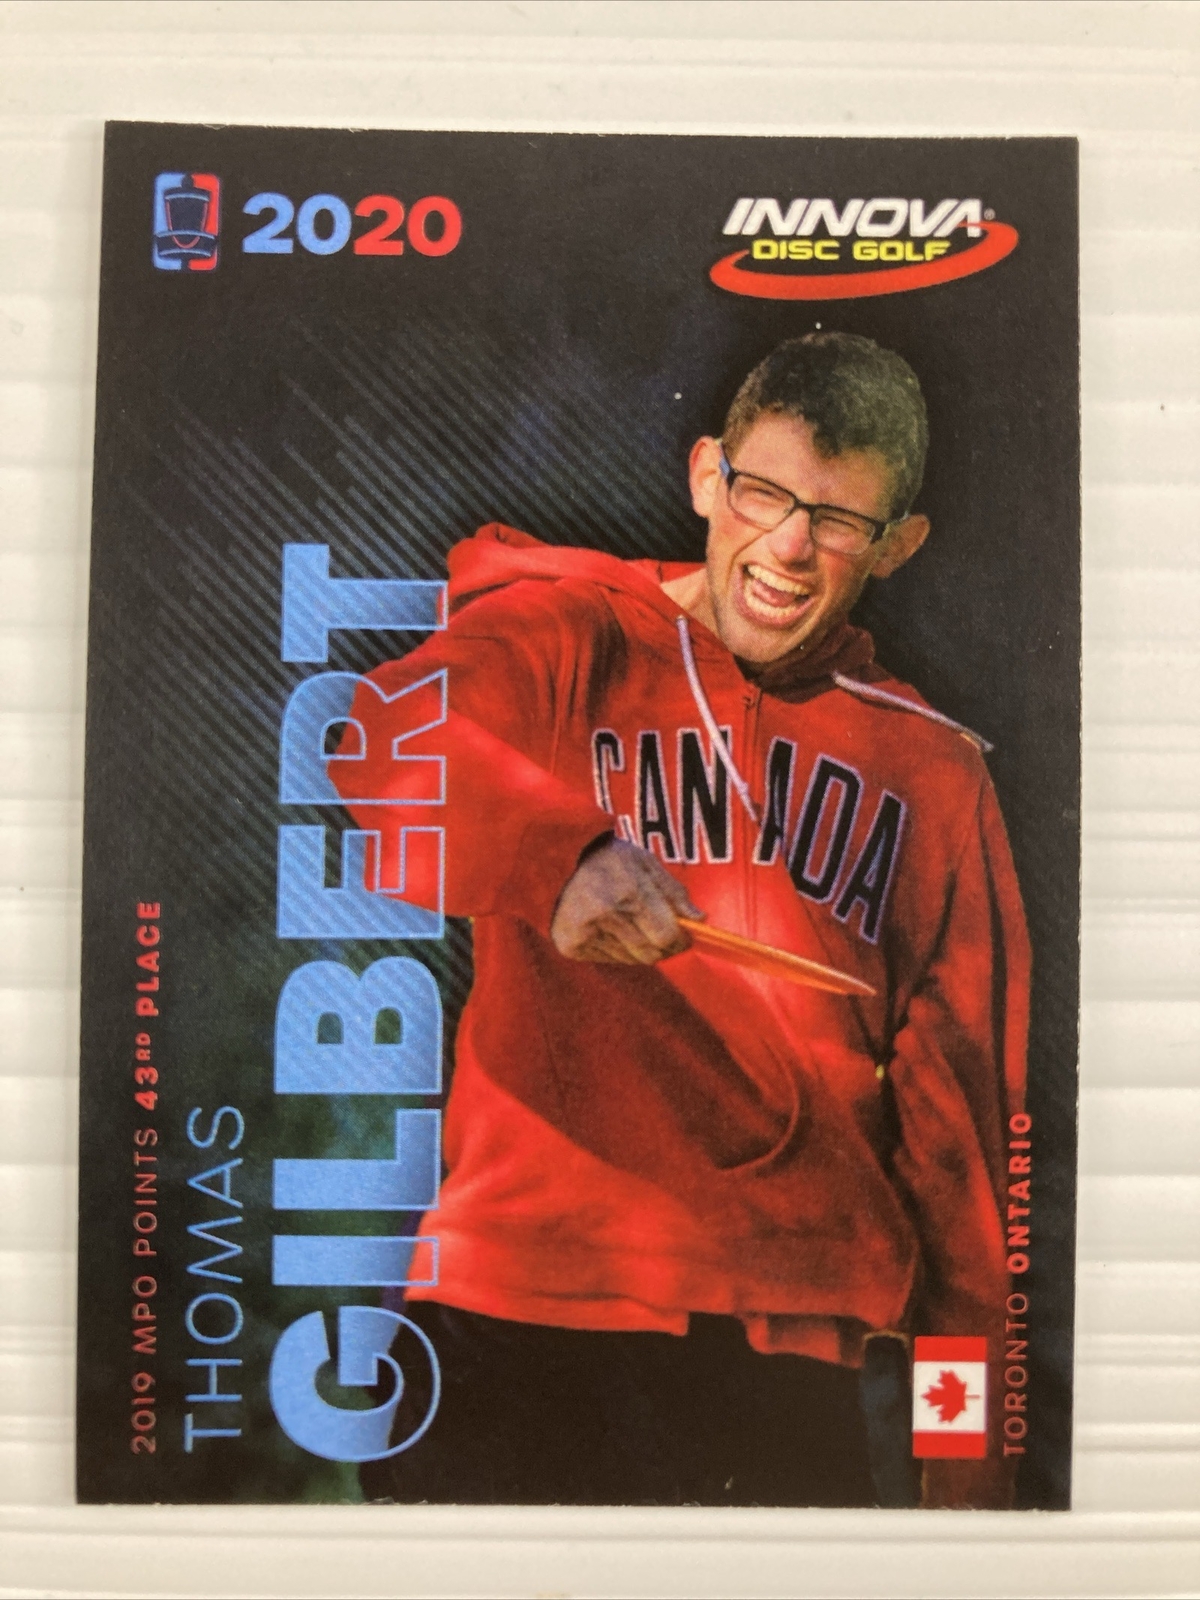 2020
INNOVA®
DISC GOLF
CANADA
2019 MPO POINTS 43RD PLACE
THOMAS
GILBERT
TORONTO ONTARIO